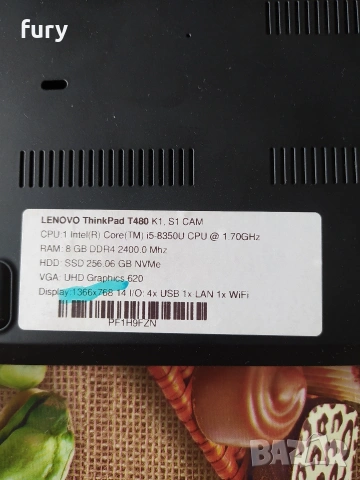 fury
LENOVO ThinkPad T480 K1, S1 CAM
CPU:1 Intel(R) Core(TM) i5-8350U CPU @ 1.70GHz
RAM: 8 GB DDR4 2400.0 Mhz
HDD: SSD 256.06 GB NVMe
VGA: UHD Graphics 620
Display:1366x768 14 I/O: 4x USB 1x LAN 1x WiFi
PF1H9FZN
BAZAR